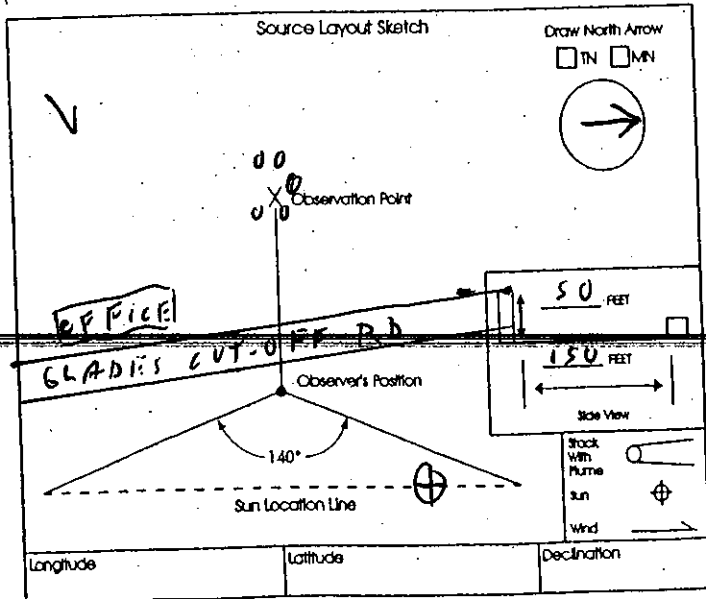 Source Layout Sketch
Draw North Arrow
TN MN
Observation Point
50 FEET
OFFICE
GLADES CUT-OFF RD
150 FEET
Observer's Position
Side View
140°
Stack
With
Plume
Sun
Sun Location Line
Wind
Longitude
Latitude
Declination